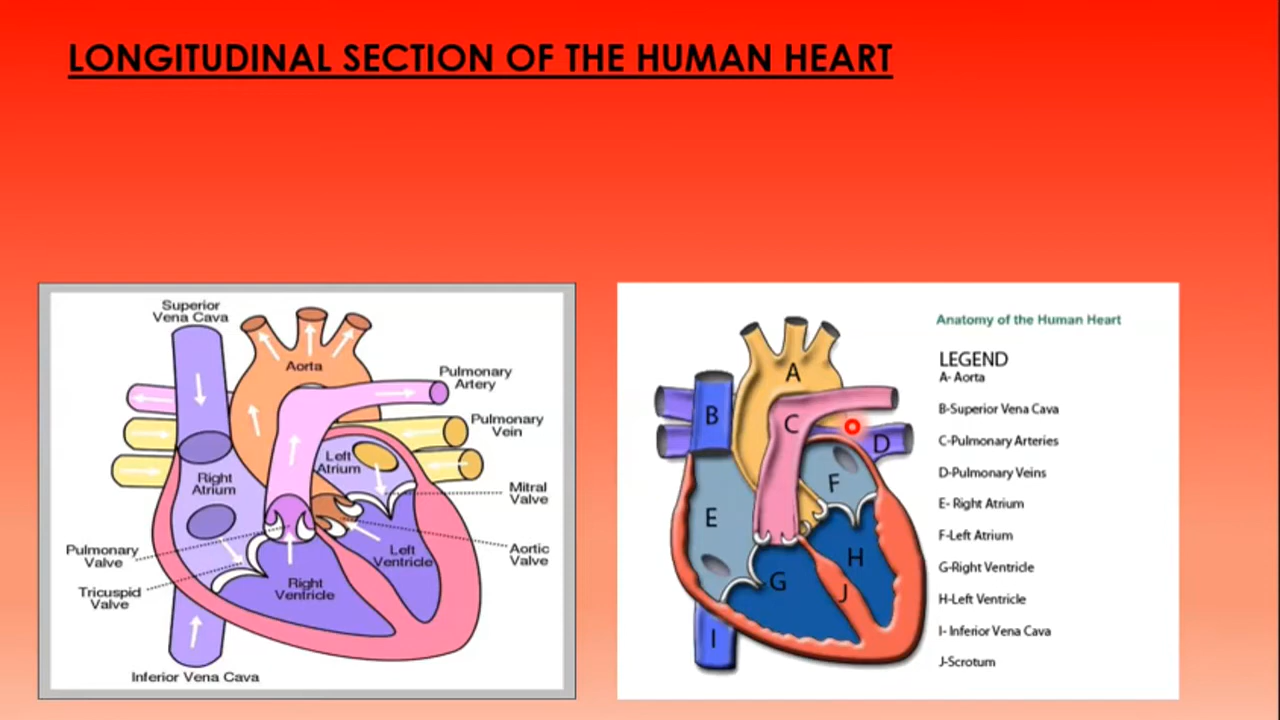 LONGITUDINAL SECTION OF THE HUMAN HEART
Superior
Vena Cava
Aorta
Pulmonary
Artery
Pulmonary
Vein
Left
Atrium
Right
Atrium
Mitral
Valve
Pulmonary
Valve
Aortic
Valve
Left
Ventricle
Right
Ventricle
Tricuspid
Valve
Inferior Vena Cava
A
B
C
D
F
E
H
G
J
I
Anatomy of the Human Heart
LEGEND
A- Aorta
B-Superior Vena Cava
C-Pulmonary Arteries
D-Pulmonary Veins
E- Right Atrium
F-Left Atrium
G-Right Ventricle
H-Left Ventricle
I- Inferior Vena Cava
J-Scrotum